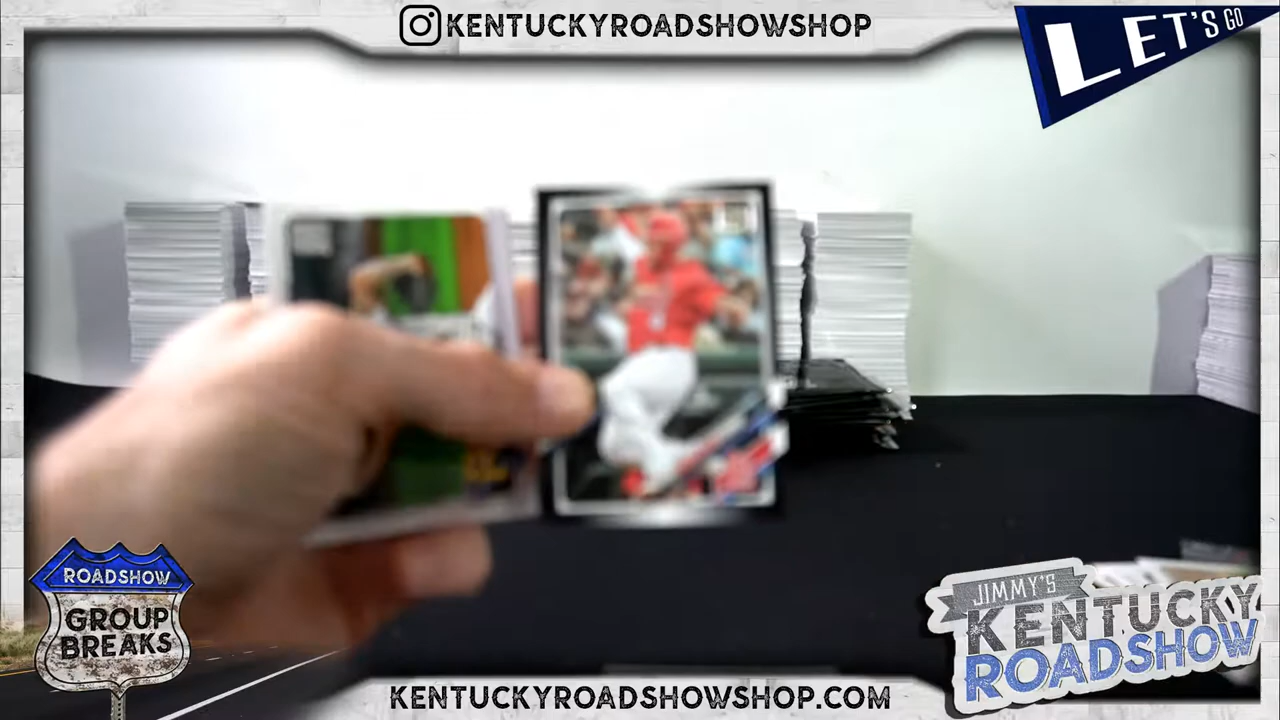 KENTUCKYROADSHOWSHOP
LET'S GO
ROADSHOW
GROUP
BREAKS
JIMMY'S
KENTUCKY
ROADSHOW
KENTUCKYROADSHOWSHOP.COM